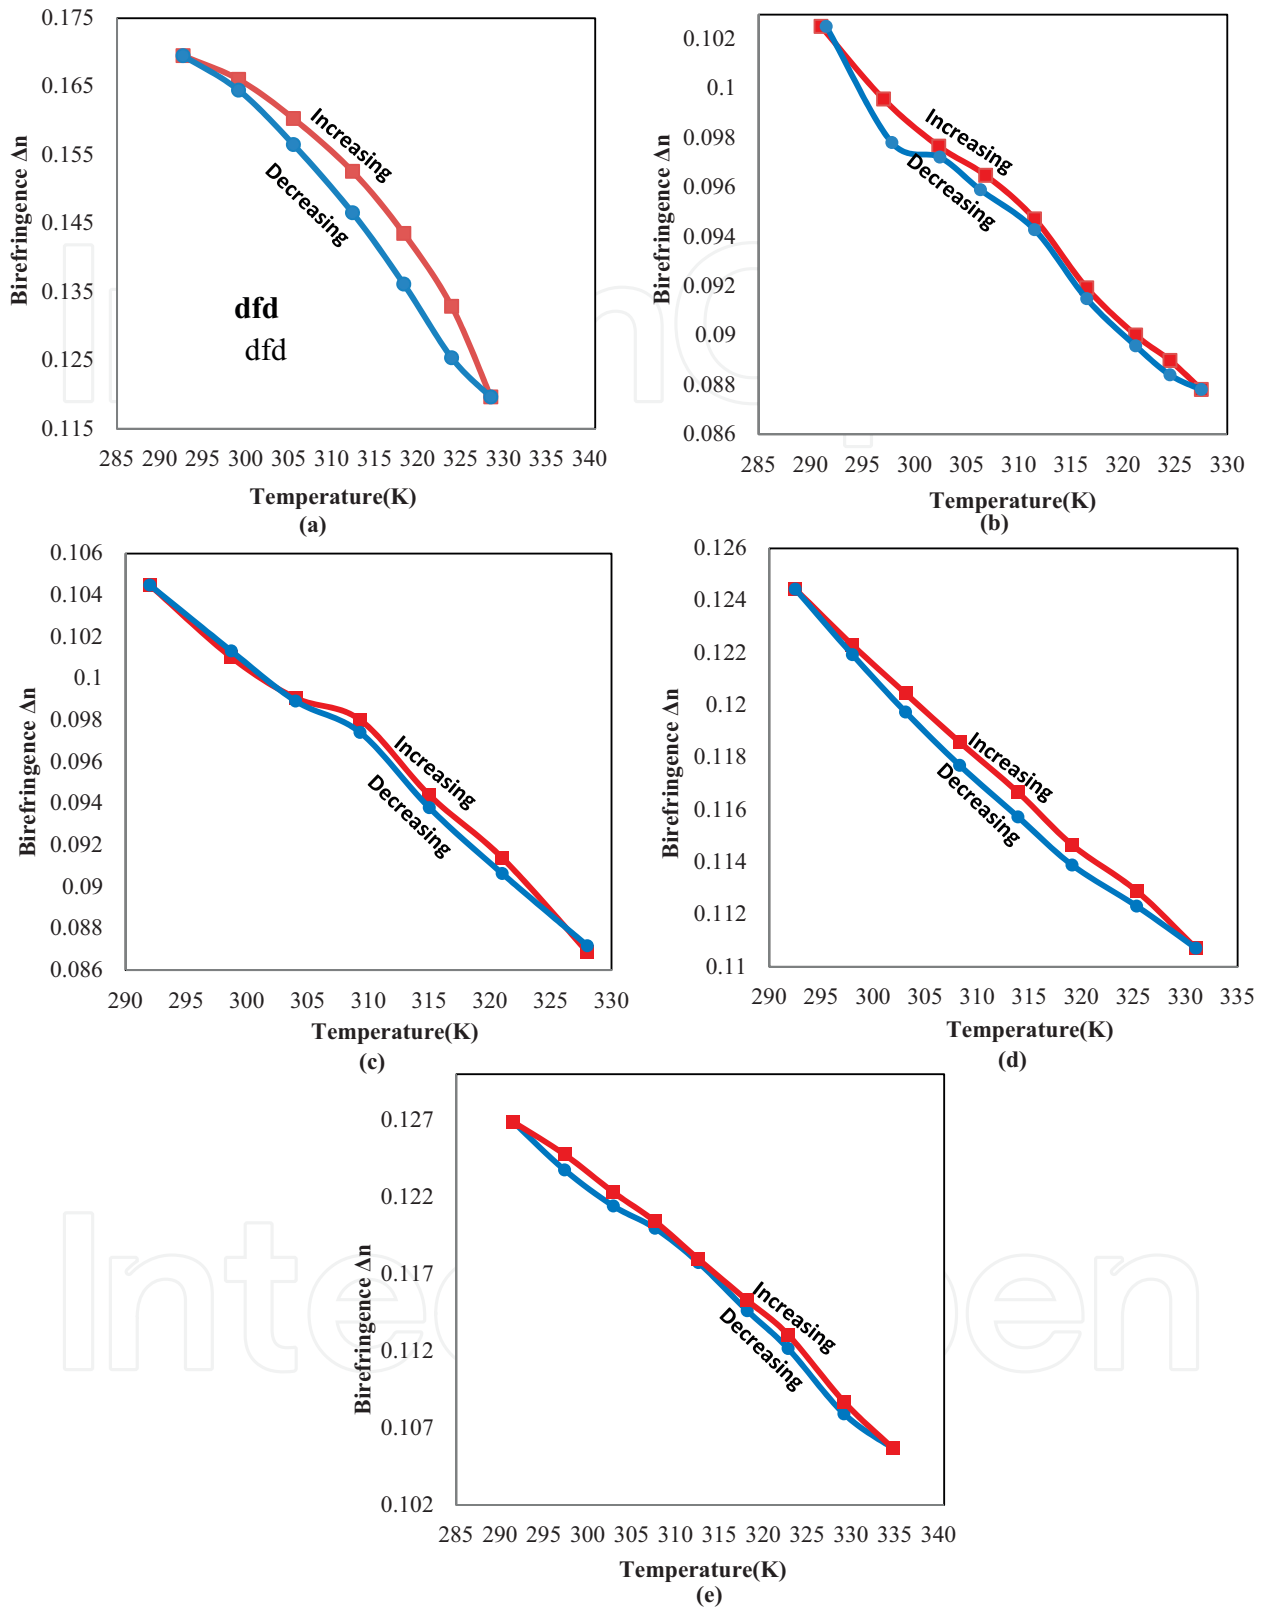 0.175
0.165
0.155
0.145
0.135
0.125
0.115
Birefringence Δn
Increasing
Decreasing
dfd
dfd
285 290 295 300 305 310 315 320 325 330 335 340
Temperature(K)
(a)
0.102
0.1
0.098
0.096
0.094
0.092
0.09
0.088
0.086
Birefringence Δn
Increasing
Decreasing
285 290 295 300 305 310 315 320 325 330
Temperature(K)
(b)
0.106
0.104
0.102
0.1
0.098
0.096
0.094
0.092
0.09
0.088
0.086
Birefringence Δn
Increasing
Decreasing
290 295 300 305 310 315 320 325 330
Temperature(K)
(c)
0.126
0.124
0.122
0.12
0.118
0.116
0.114
0.112
0.11
Birefringence Δn
Increasing
Decreasing
290 295 300 305 310 315 320 325 330 335
Temperature(K)
(d)
0.127
0.122
0.117
0.112
0.107
0.102
Birefringence Δn
Increasing
Decreasing
285 290 295 300 305 310 315 320 325 330 335 340
Temperature(K)
(e)